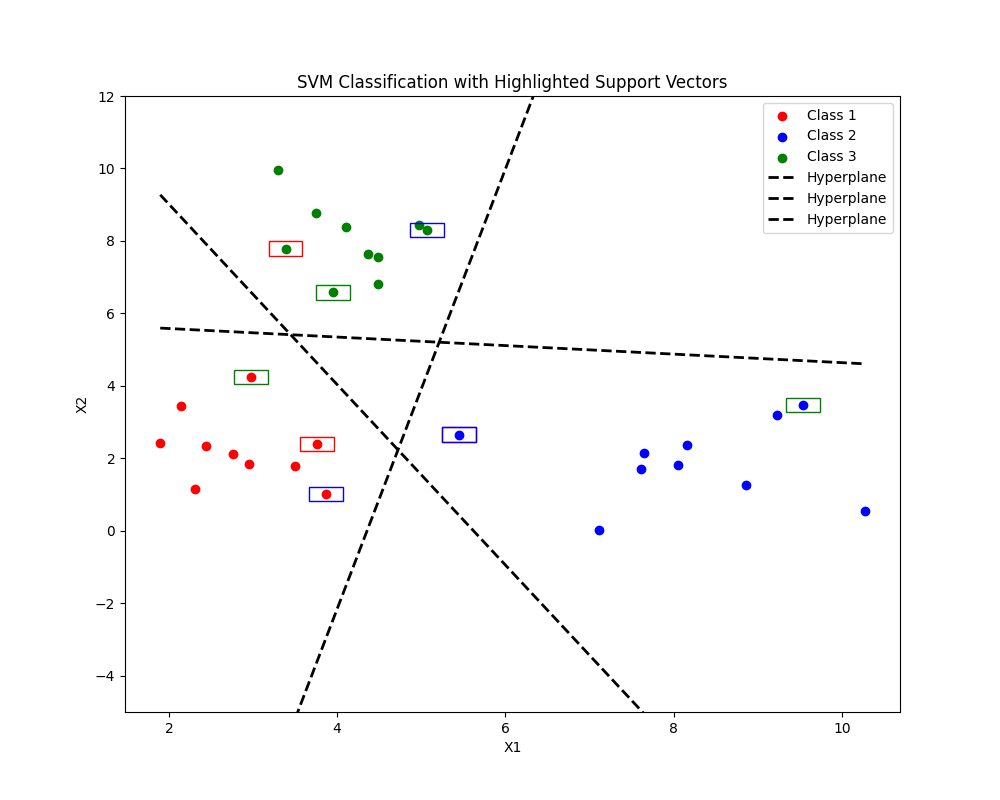 SVM Classification with Highlighted Support Vectors
12
10
8
6
4
2
0
−2
−4
X2
2 4 6 8 10
X1
Class 1
Class 2
Class 3
Hyperplane
Hyperplane
Hyperplane